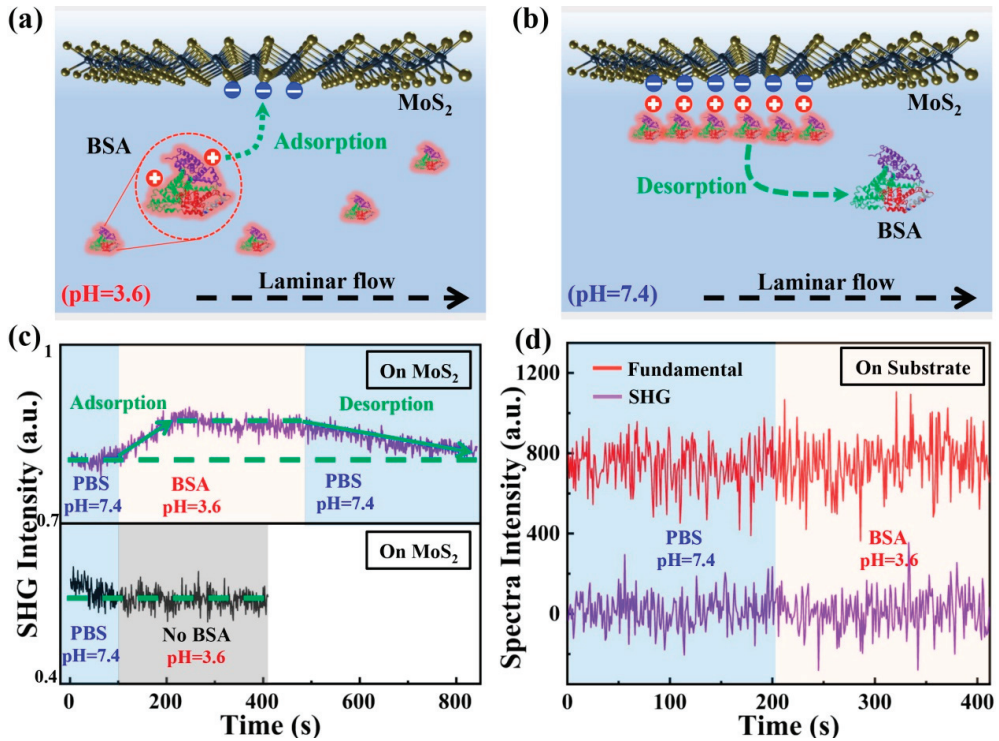 (a)
MoS2
BSA
Adsorption
(pH=3.6)
Laminar flow
(b)
MoS2
Desorption
BSA
(pH=7.4)
Laminar flow
(c)
SHG Intensity (a.u.)
1
0.7
0.4
On MoS2
Adsorption
Desorption
PBS
pH=7.4
BSA
pH=3.6
PBS
pH=7.4
On MoS2
PBS
pH=7.4
No BSA
pH=3.6
0 200 400 600 800
Time (s)
(d)
Spectra Intensity (a.u.)
1200
800
400
0
Fundamental
SHG
On Substrate
PBS
pH=7.4
BSA
pH=3.6
0 100 200 300 400
Time (s)